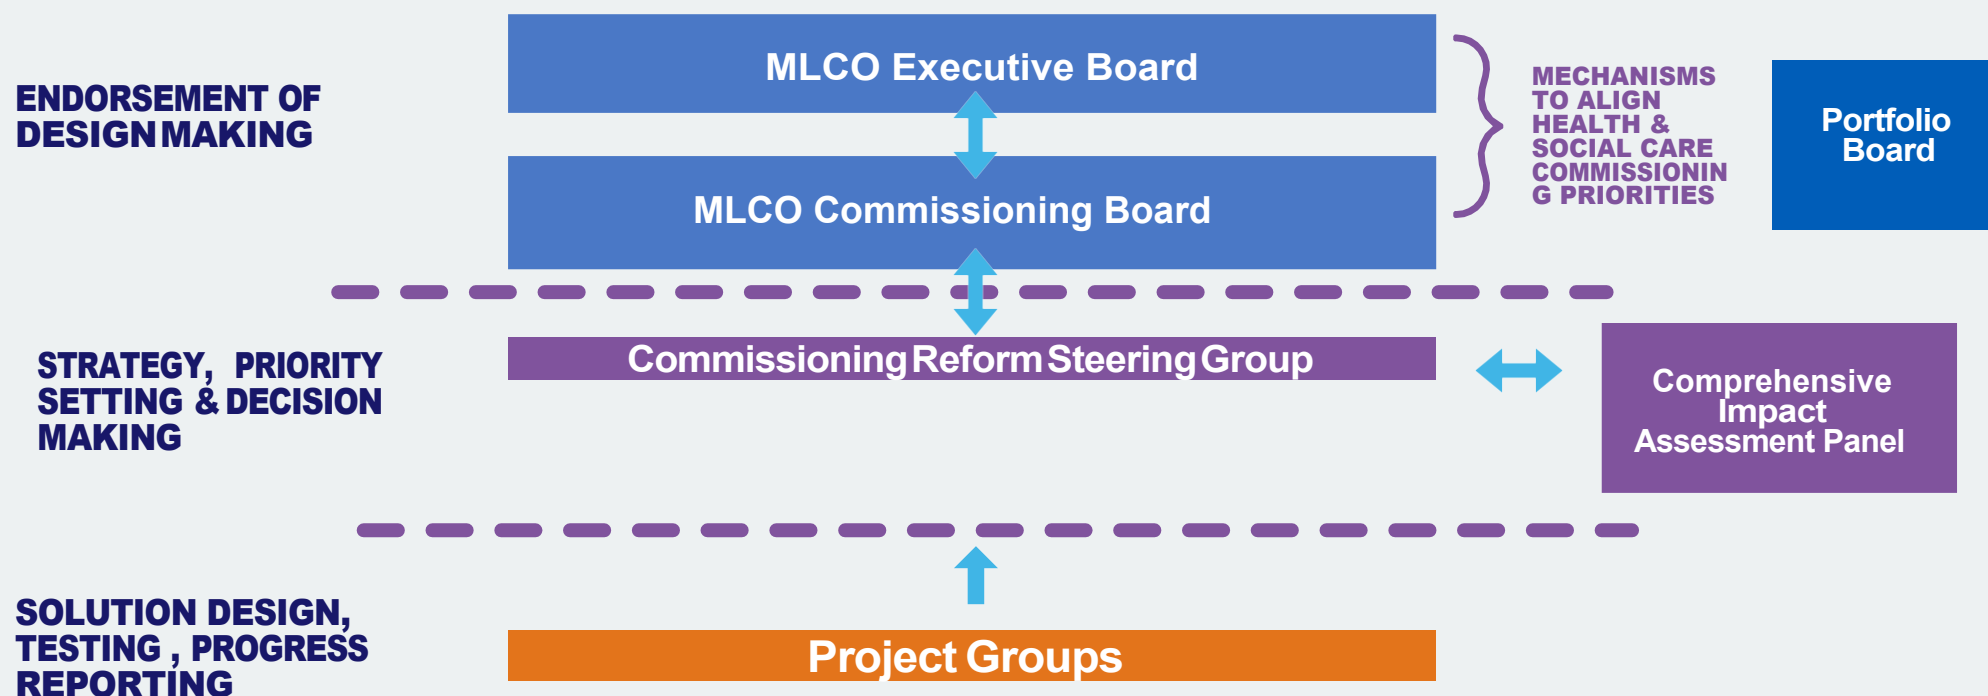 ENDORSEMENT OF
DESIGN MAKING
MLCO Executive Board
MLCO Commissioning Board
MECHANISMS
TO ALIGN
HEALTH &
SOCIAL CARE
COMMISSIONIN
G PRIORITIES
Portfolio
Board
STRATEGY, PRIORITY
SETTING & DECISION
MAKING
Commissioning Reform Steering Group
Comprehensive
Impact
Assessment Panel
SOLUTION DESIGN,
TESTING , PROGRESS
REPORTING
Project Groups